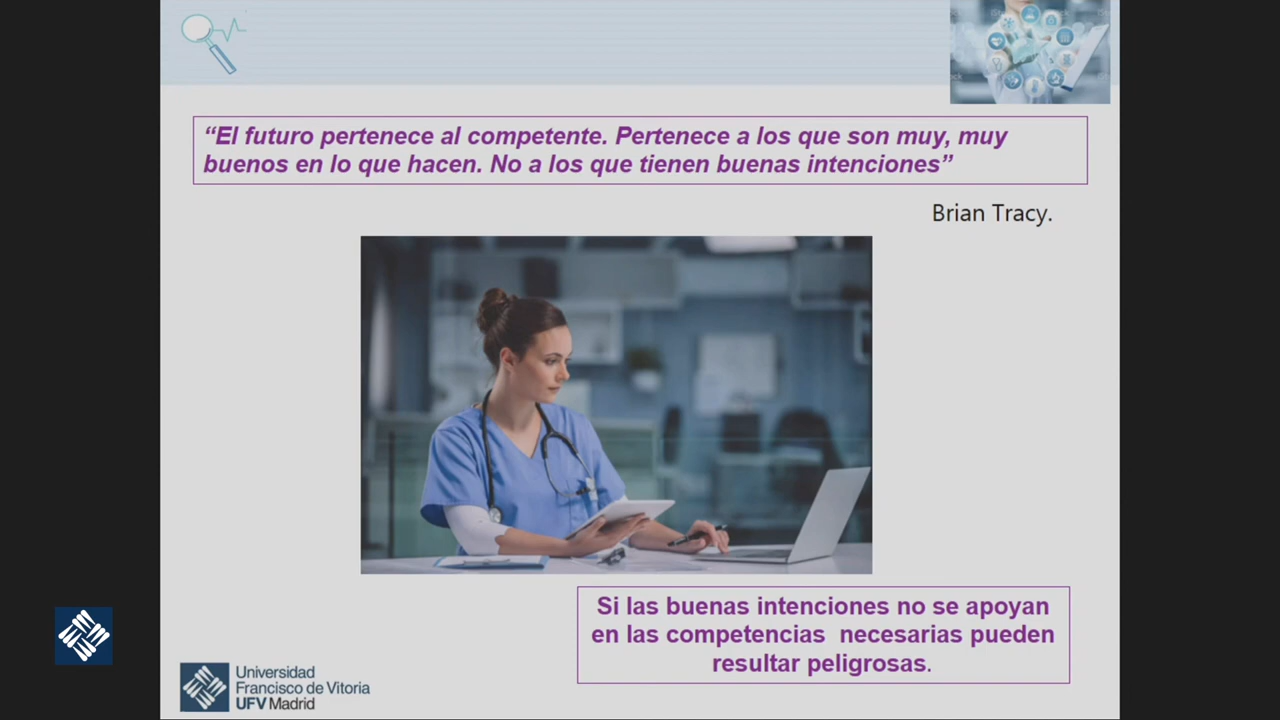 “El futuro pertenece al competente. Pertenece a los que son muy, muy
buenos en lo que hacen. No a los que tienen buenas intenciones”
Brian Tracy.
Si las buenas intenciones no se apoyan
en las competencias necesarias pueden
resultar peligrosas.
Universidad
Francisco de Vitoria
UFV Madrid